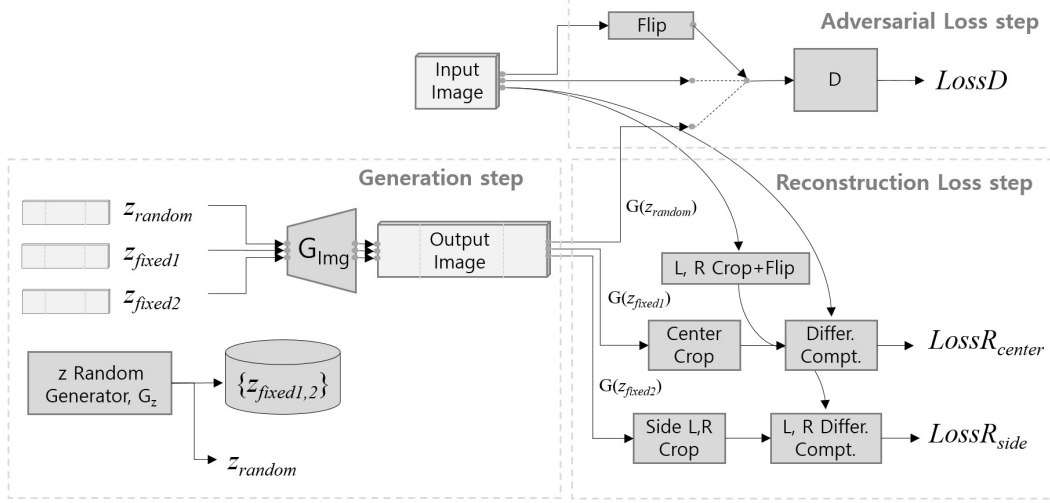 Adversarial Loss step
Flip
Input
Image
D
LossD
Generation step
Reconstruction Loss step
z_random
G(z_random)
z_fixed1
G_Img
Output
Image
L, R Crop+Flip
z_fixed2
G(z_fixed1)
Center
Crop
Differ.
Compt.
LossR_center
z Random
Generator, G_z
{z_fixed1,2}
G(z_fixed2)
Side L,R
Crop
L, R Differ.
Compt.
LossR_side
z_random